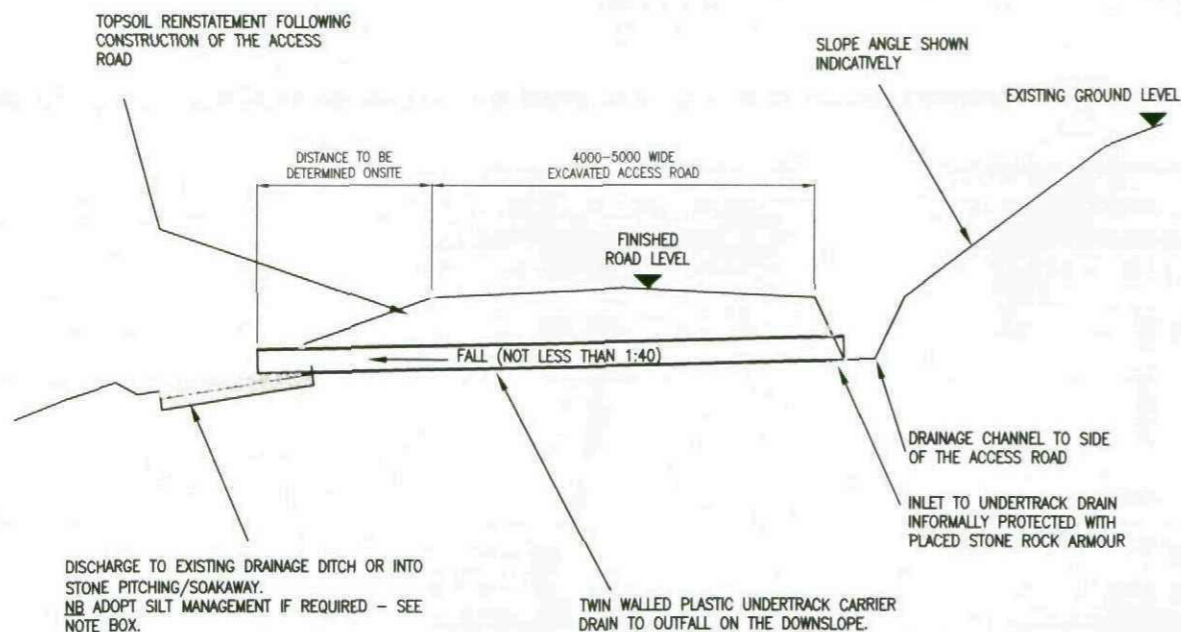 TOPSOIL REINSTATEMENT FOLLOWING
CONSTRUCTION OF THE ACCESS
ROAD
SLOPE ANGLE SHOWN
INDICATIVELY
EXISTING GROUND LEVEL
DISTANCE TO BE
DETERMINED ONSITE
4000-5000 WIDE
EXCAVATED ACCESS ROAD
FINISHED
ROAD LEVEL
FALL (NOT LESS THAN 1:40)
DRAINAGE CHANNEL TO SIDE
OF THE ACCESS ROAD
INLET TO UNDERTRACK DRAIN
INFORMALLY PROTECTED WITH
PLACED STONE ROCK ARMOUR
DISCHARGE TO EXISTING DRAINAGE DITCH OR INTO
STONE PITCHING/SOAKAWAY.
NB ADOPT SILT MANAGEMENT IF REQUIRED - SEE
NOTE BOX.
TWIN WALLED PLASTIC UNDERTRACK CARRIER
DRAIN TO OUTFALL ON THE DOWNSLOPE.